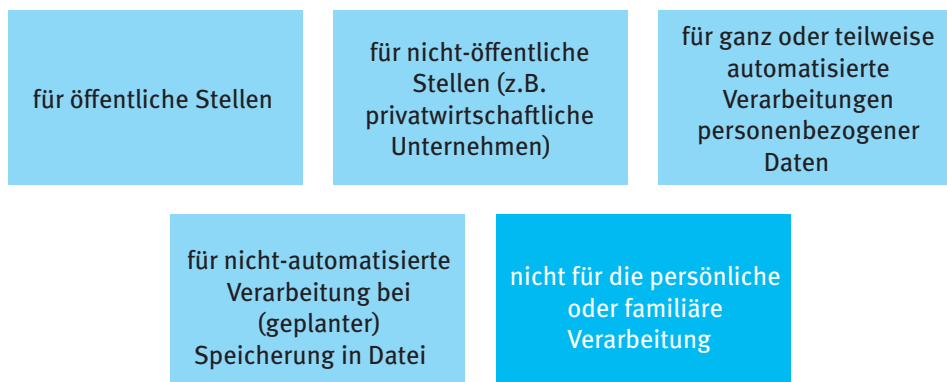 für öffentliche Stellen
für nicht-öffentliche
Stellen (z.B.
privatwirtschaftliche
Unternehmen)
für ganz oder teilweise
automatisierte
Verarbeitungen
personenbezogener
Daten
für nicht-automatisierte
Verarbeitung bei
(geplanter)
Speicherung in Datei
nicht für die persönliche
oder familiäre
Verarbeitung